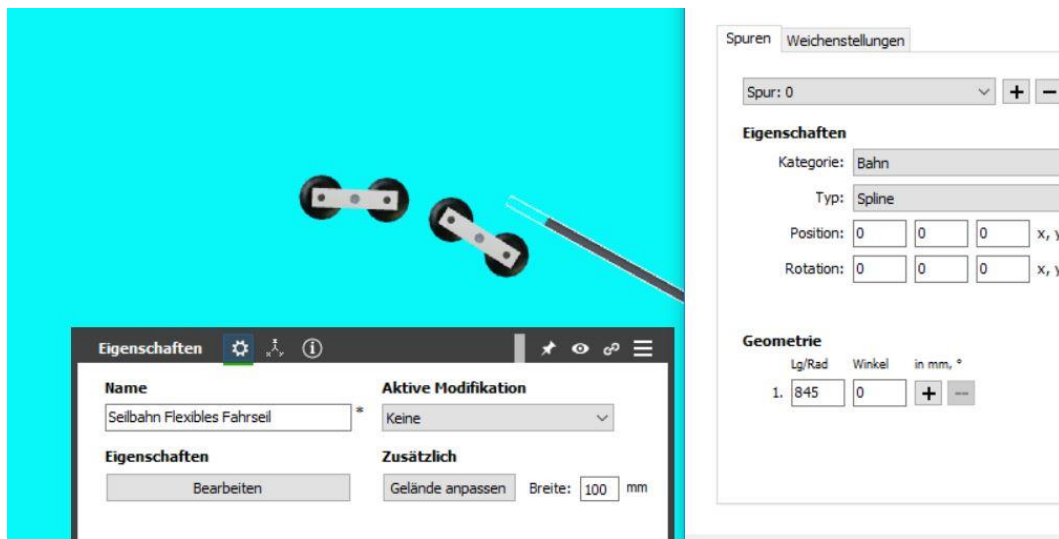 Spuren Weichenstellungen
Spur: 0
Eigenschaften
Kategorie: Bahn
Typ: Spline
Position: 0 0 0 x, y
Rotation: 0 0 0 x, y
Geometrie
Lg/Rad Winkel in mm, °
1. 845 0
Eigenschaften
Name
Seilbahn Flexibles Fahrseil *
Aktive Modifikation
Keine
Eigenschaften
Bearbeiten
Zusätzlich
Gelände anpassen Breite: 100 mm